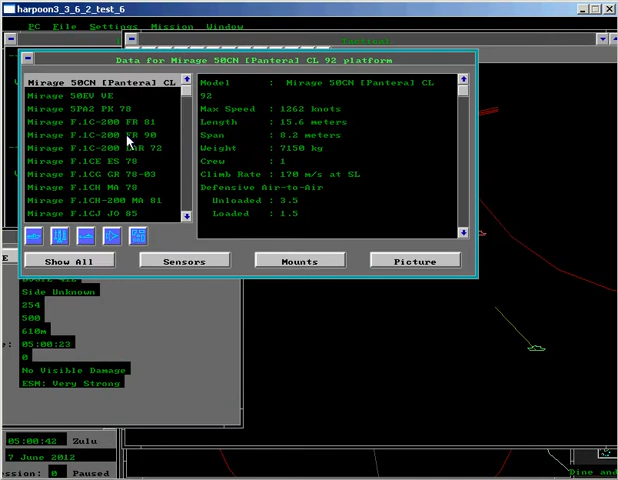 harpoon3_3_6_2_test_6
PC File Settings Mission Window
Tactical
Data for Mirage 50CN [Pantera] CL 92 platform
Mirage 50CN [Pantera] CL
Mirage 50EV VE
Mirage 5PA2 PK 78
Mirage F.1C-200 FR 81
Mirage F.1C-200 FR 90
Mirage F.1C-200 LAR 72
Mirage F.1CE ES 78
Mirage F.1CG GR 78-03
Mirage F.1CH MA 78
Mirage F.1CH-200 MA 81
Mirage F.1CJ JO 85
Model : Mirage 50CN [Pantera] CL
92
Max Speed : 1262 knots
Length : 15.6 meters
Span : 8.2 meters
Weight : 7150 kg
Crew : 1
Climb Rate : 170 m/s at SL
Defensive Air-to-Air
Unloaded : 3.5
Loaded : 1.5
Show All
Sensors
Mounts
Picture
Side Unknown
254
500
610m
05:00:23
0
No Visible Damage
ESM: Very Strong
05:00:42 Zulu
7 June 2012
ession: 0 Paused
Dine and